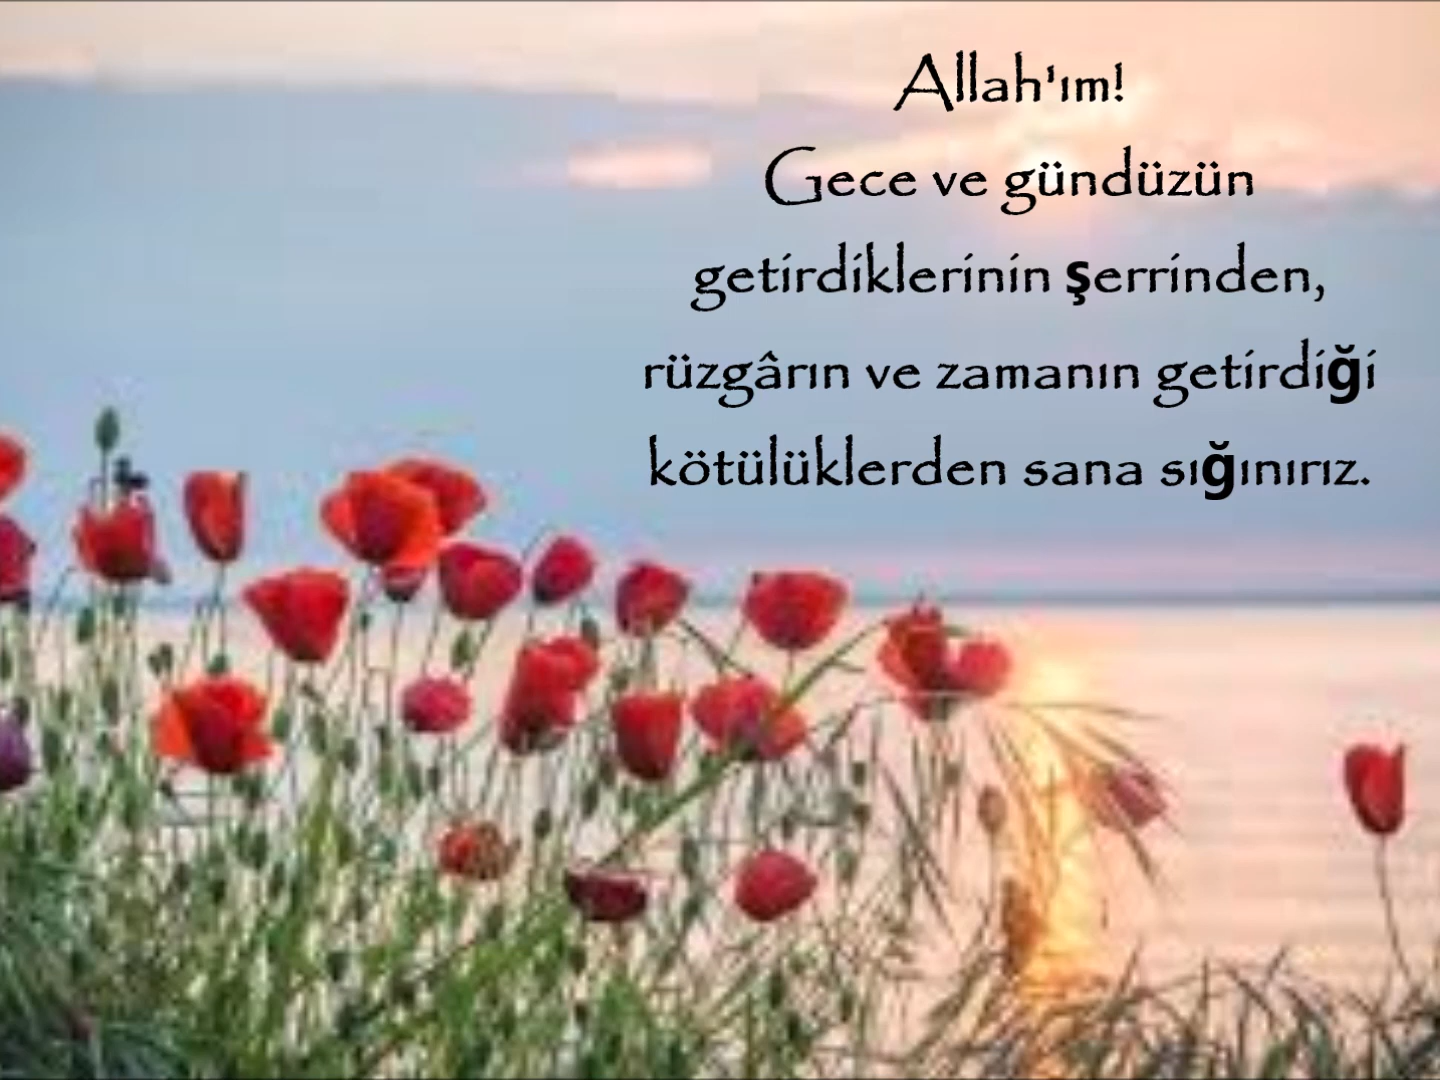 Allah'ım!
Gece ve gündüzün
getirdiklerinin şerrinden,
rüzgârın ve zamanın getirdiği
kötülüklerden sana sığınırız.